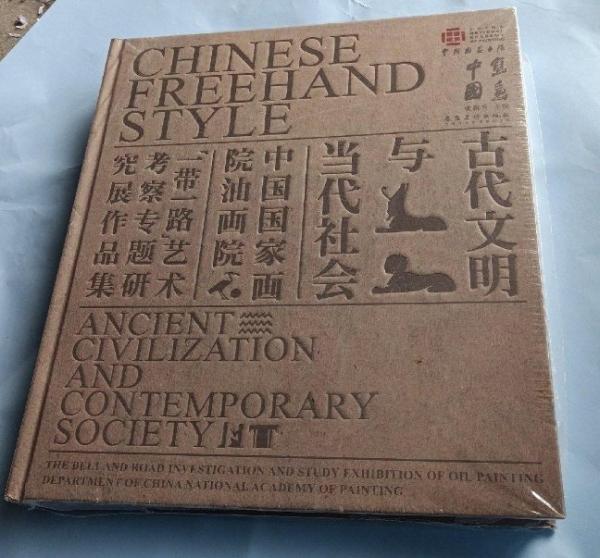 CHINESE
FREEHAND
STYLE
中国
写意
古代文明
与
当代社会
中国国家画
院油画院
“一带一路”艺术
考察专题研
究展作品集
ANCIENT
CIVILIZATION
AND
CONTEMPORARY
SOCIETY
THE BELT AND ROAD INVESTIGATION AND STUDY EXHIBITION OF OIL PAINTING
DEPARTMENT OF CHINA NATIONAL ACADEMY OF PAINTING